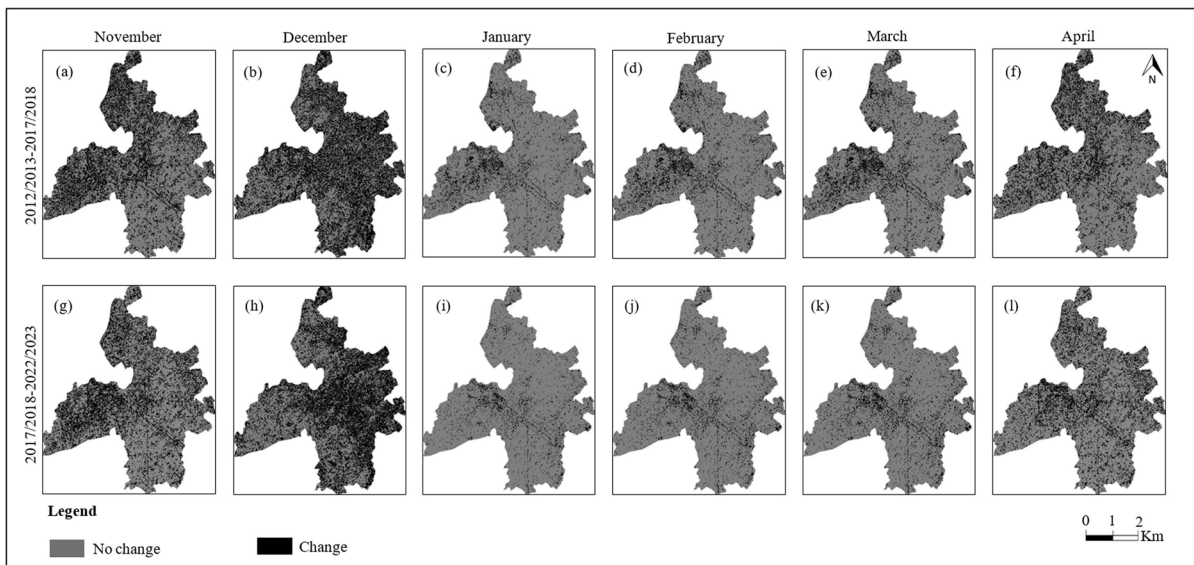 November December January February March April
(a) (b) (c) (d) (e) (f)
N
2012/2013-2017/2018
(g) (h) (i) (j) (k) (l)
2017/2018-2022/2023
Legend
No change Change
0 1 2
Km